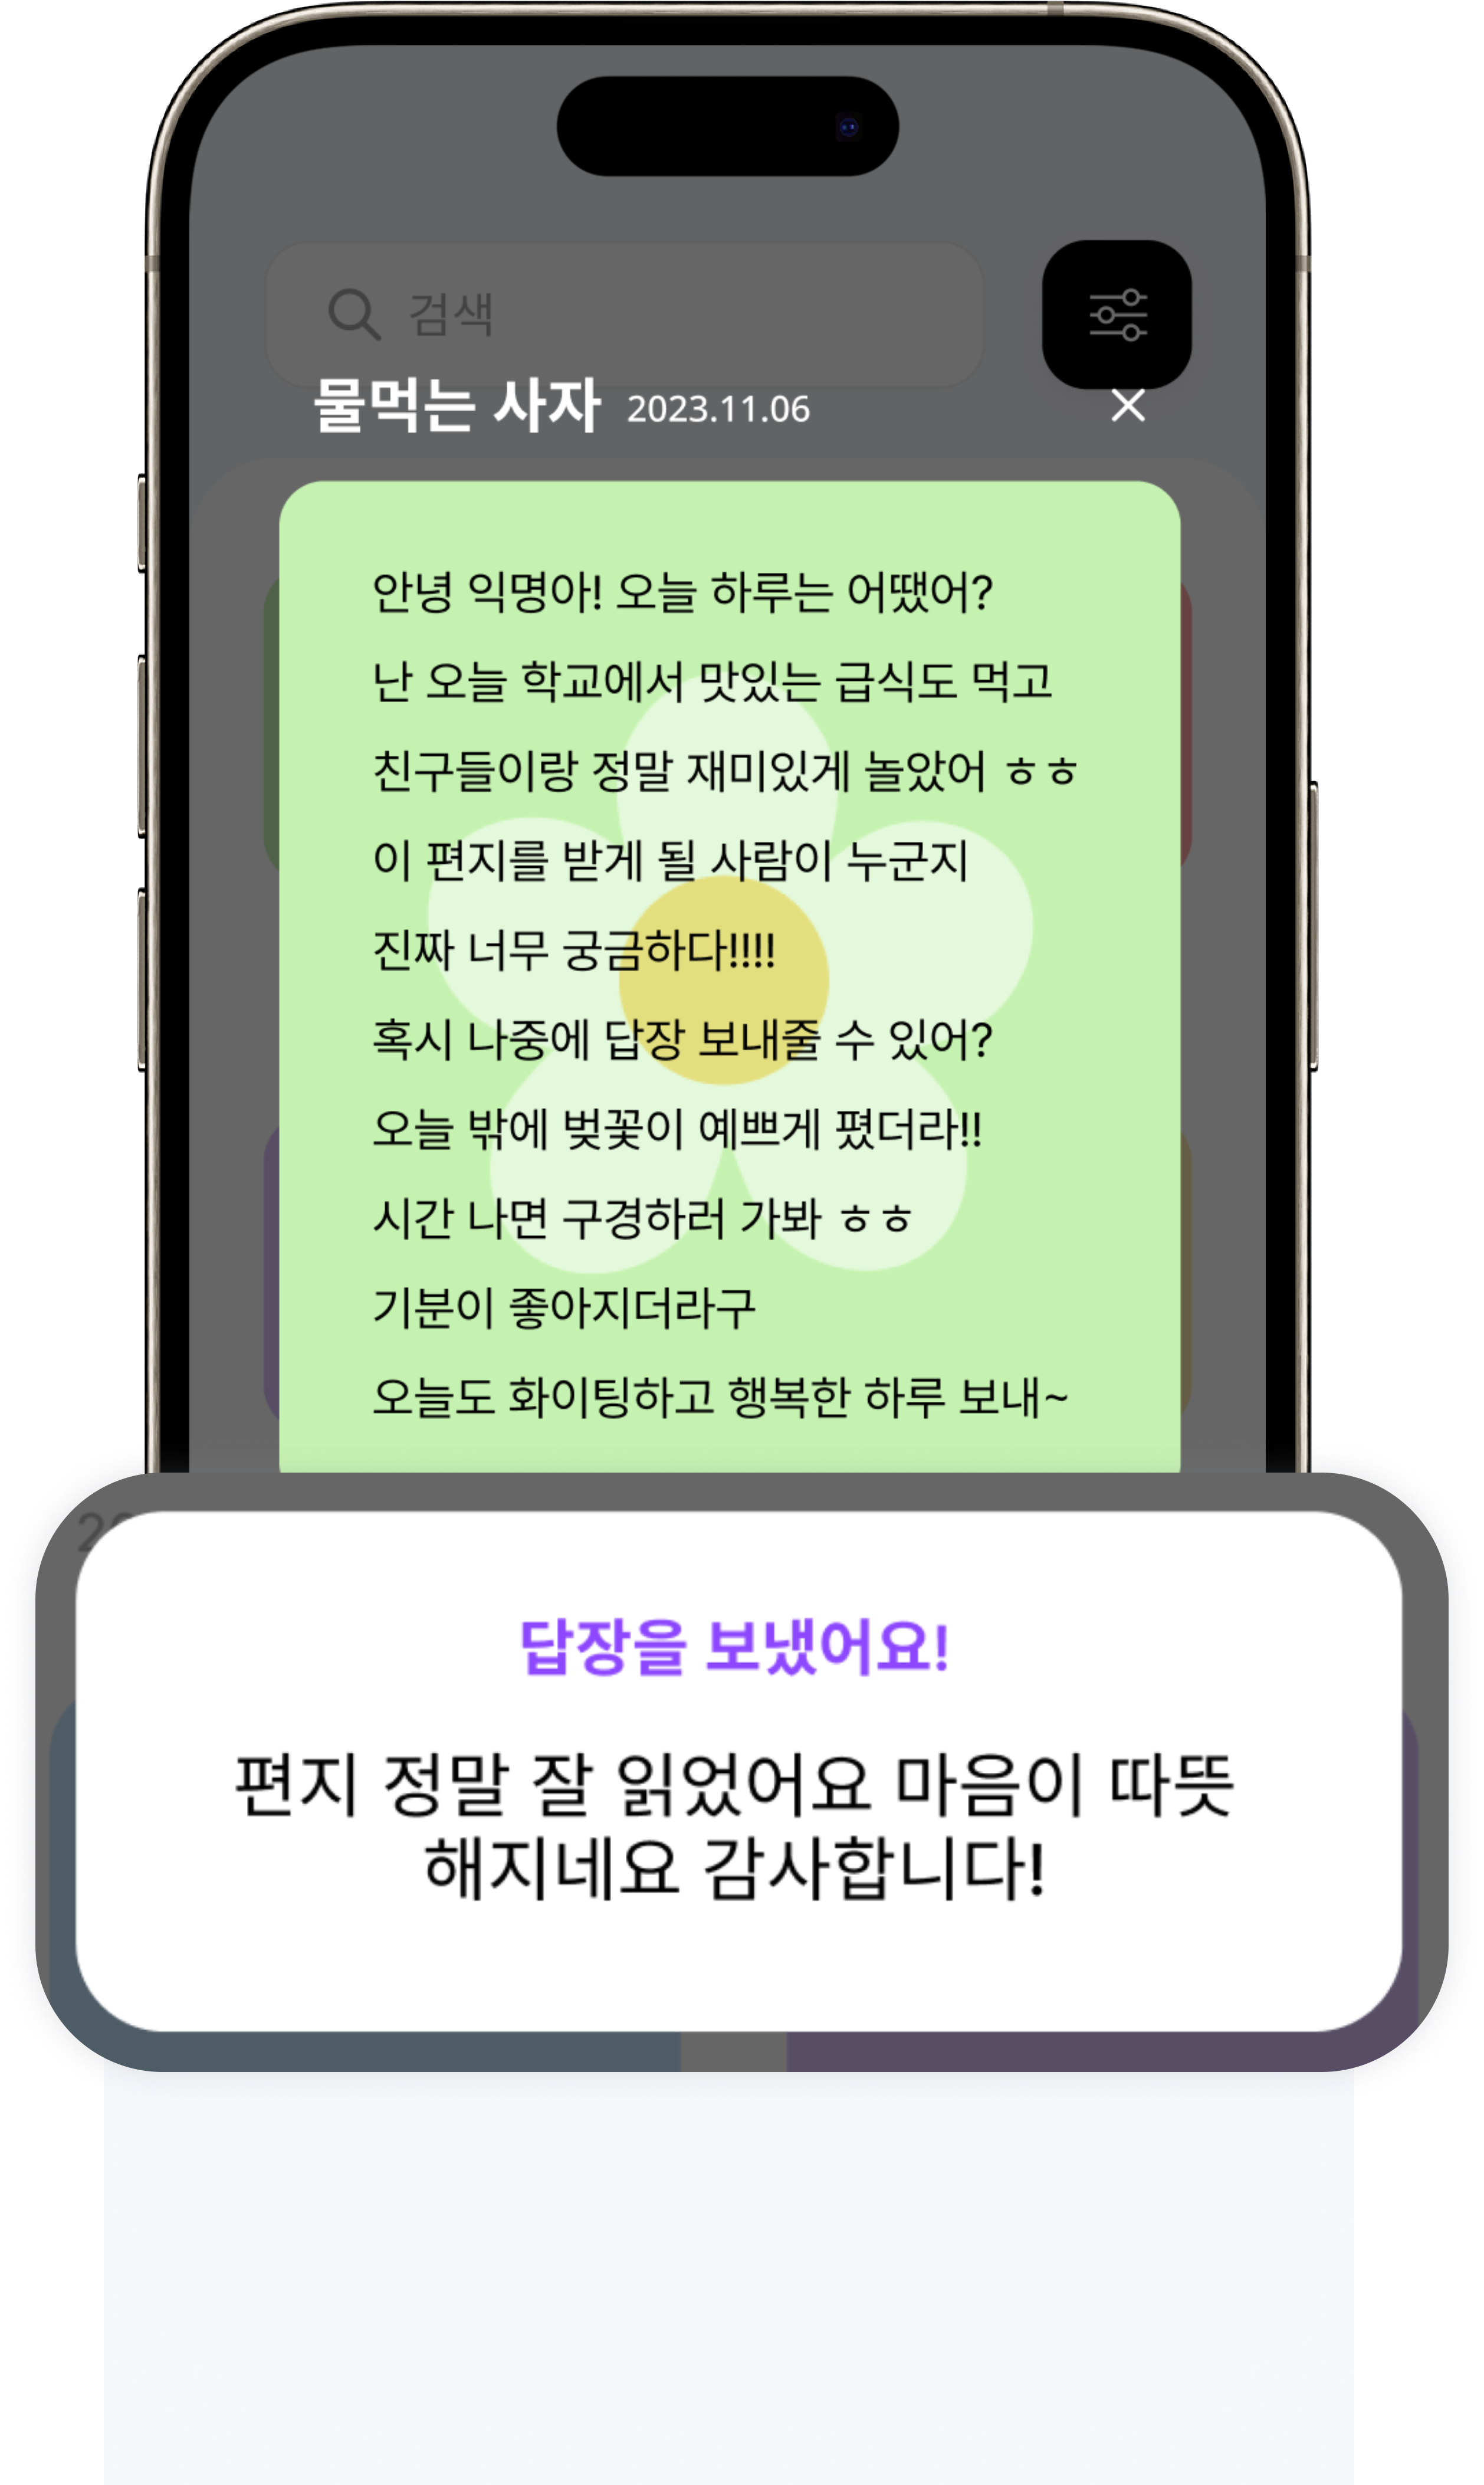 검색
물먹는 사자 2023.11.06
안녕 익명아! 오늘 하루는 어땠어?
난 오늘 학교에서 맛있는 급식도 먹고
친구들이랑 정말 재미있게 놀았어 ㅎㅎ
이 편지를 받게 될 사람이 누군지
진짜 너무 궁금하다!!!!
혹시 나중에 답장 보내줄 수 있어?
오늘 밖에 벚꽃이 예쁘게 폈더라!!
시간 나면 구경하러 가봐 ㅎㅎ
기분이 좋아지더라구
오늘도 화이팅하고 행복한 하루 보내~
답장을 보냈어요!
편지 정말 잘 읽었어요 마음이 따뜻
해지네요 감사합니다!